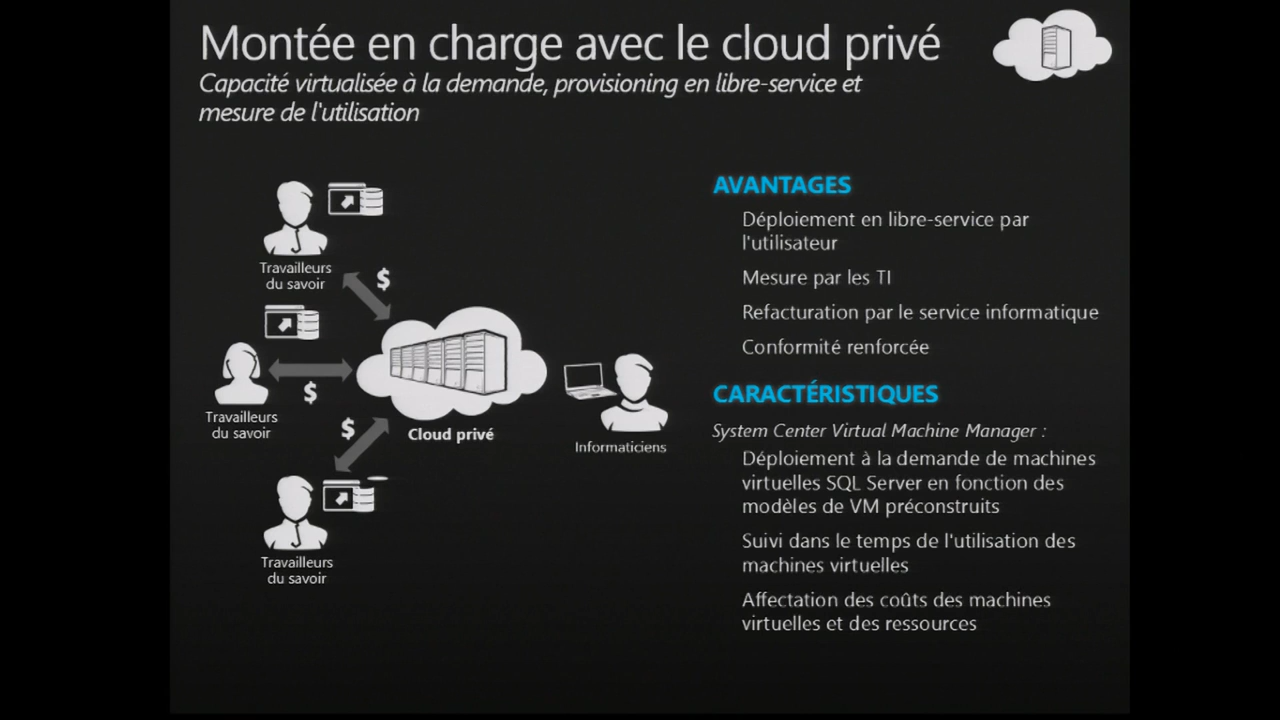 Montée en charge avec le cloud privé
Capacité virtualisée à la demande, provisioning en libre-service et
mesure de l'utilisation
Travailleurs
du savoir
$
Travailleurs
du savoir
$
$
Cloud privé
Informaticiens
Travailleurs
du savoir
AVANTAGES
Déploiement en libre-service par
l'utilisateur
Mesure par les TI
Refacturation par le service informatique
Conformité renforcée
CARACTÉRISTIQUES
System Center Virtual Machine Manager :
Déploiement à la demande de machines
virtuelles SQL Server en fonction des
modèles de VM préconstruits
Suivi dans le temps de l'utilisation des
machines virtuelles
Affectation des coûts des machines
virtuelles et des ressources